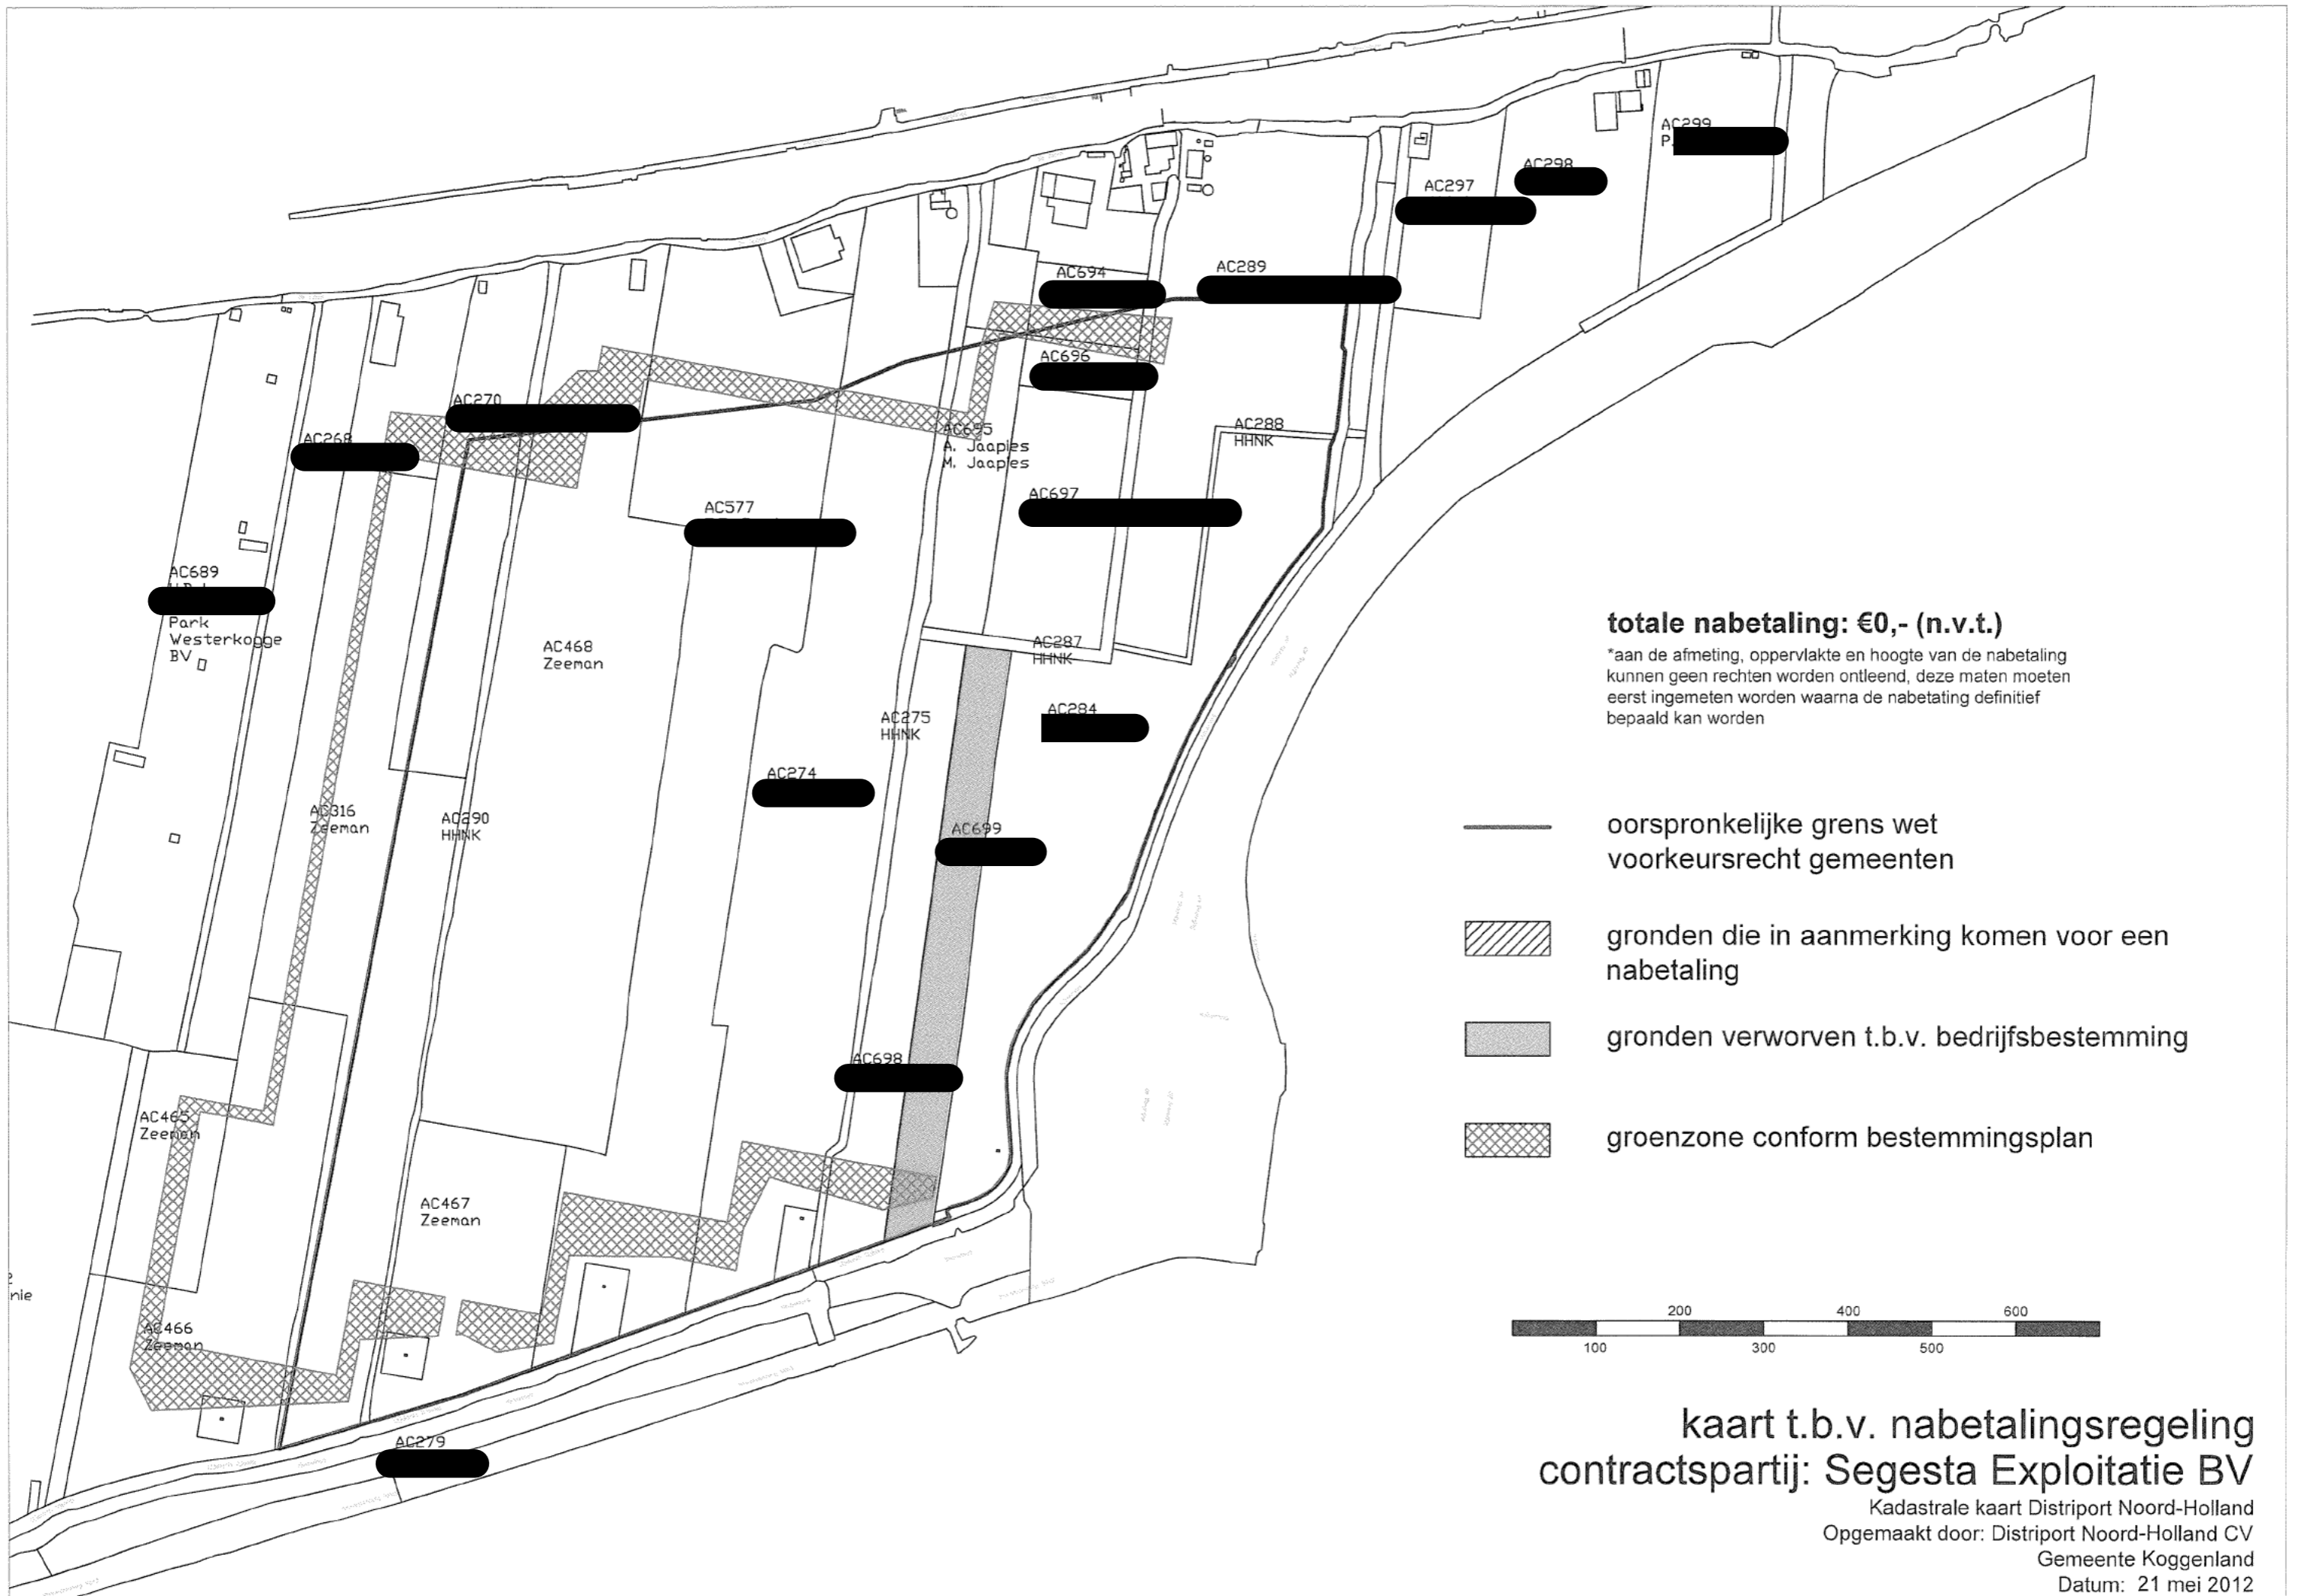 AC299
P.
AC298
AC297
AC694
AC289
AC696
AC270
AC268
AC288
HHNK
AC695
A. Jaapies
M. Jaapies
AC697
AC577
AC689
Park
Westerkogge
BV
AC468
Zeeman
AC287
HHNK
AC284
AC275
HHNK
AC274
AC316
Zeeman
AC290
HHNK
AC699
AC698
AC465
Zeeman
AC467
Zeeman
nie
AC466
Zeeman
AC279
totale nabetaling: €0,- (n.v.t.)
*aan de afmeting, oppervlakte en hoogte van de nabetaling
kunnen geen rechten worden ontleend, deze maten moeten
eerst ingemeten worden waarna de nabetating definitief
bepaald kan worden
oorspronkelijke grens wet
voorkeursrecht gemeenten
gronden die in aanmerking komen voor een
nabetaling
gronden verworven t.b.v. bedrijfsbestemming
groenzone conform bestemmingsplan
200 400 600
100 300 500
kaart t.b.v. nabetalingsregeling
contractspartij: Segesta Exploitatie BV
Kadastrale kaart Distriport Noord-Holland
Opgemaakt door: Distriport Noord-Holland CV
Gemeente Koggenland
Datum: 21 mei 2012